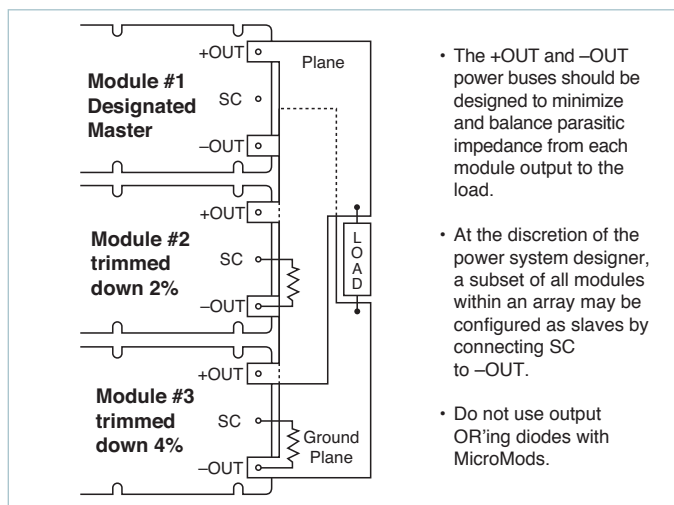 +OUT
Plane
Module #1
Designated
Master
SC
–OUT
+OUT
Module #2
trimmed
down 2%
SC
–OUT
LOAD
+OUT
Module #3
trimmed
down 4%
SC
Ground
Plane
–OUT
• The +OUT and –OUT
power buses should be
designed to minimize
and balance parasitic
impedance from each
module output to the
load.
• At the discretion of the
power system designer,
a subset of all modules
within an array may be
configured as slaves by
connecting SC
to –OUT.
• Do not use output
OR'ing diodes with
MicroMods.